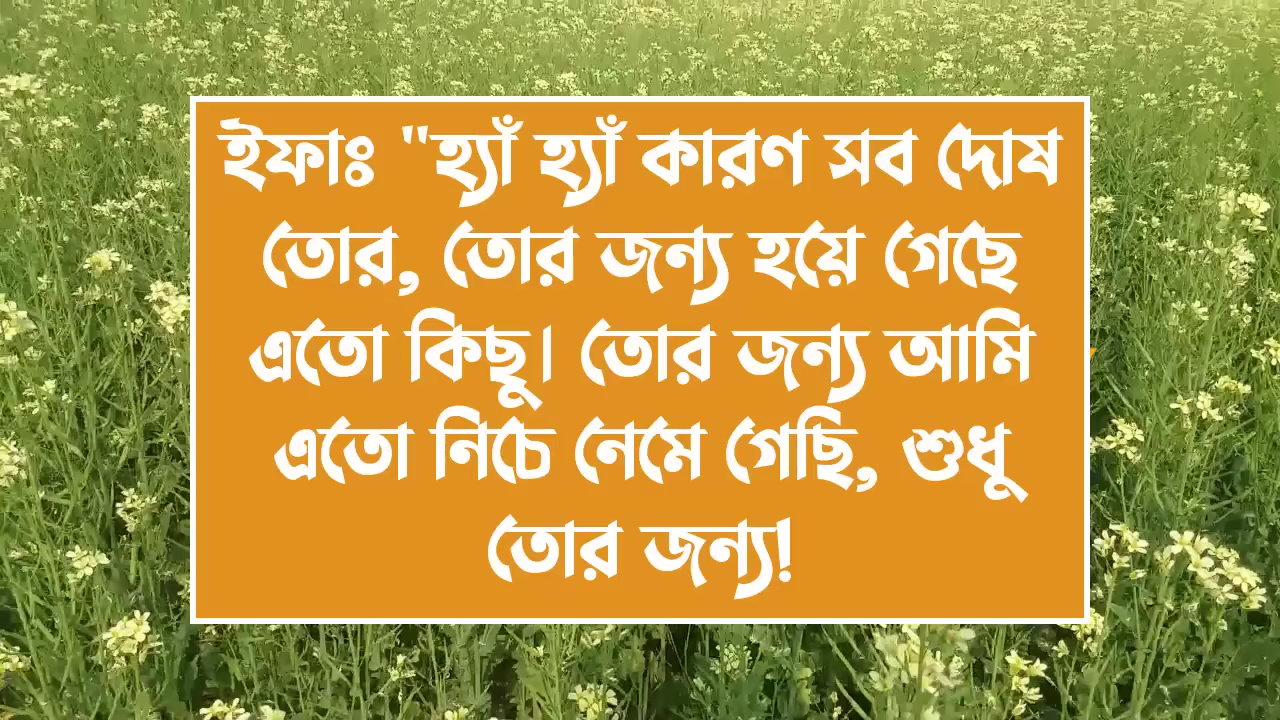 ইফাঃ "হ্যাঁ হ্যাঁ কারণ সব দোষ
তোর, তোর জন্য হয়ে গেছে
এতো কিছু। তোর জন্য আমি
এতো নিচে নেমে গেছি, শুধু
তোর জন্য!